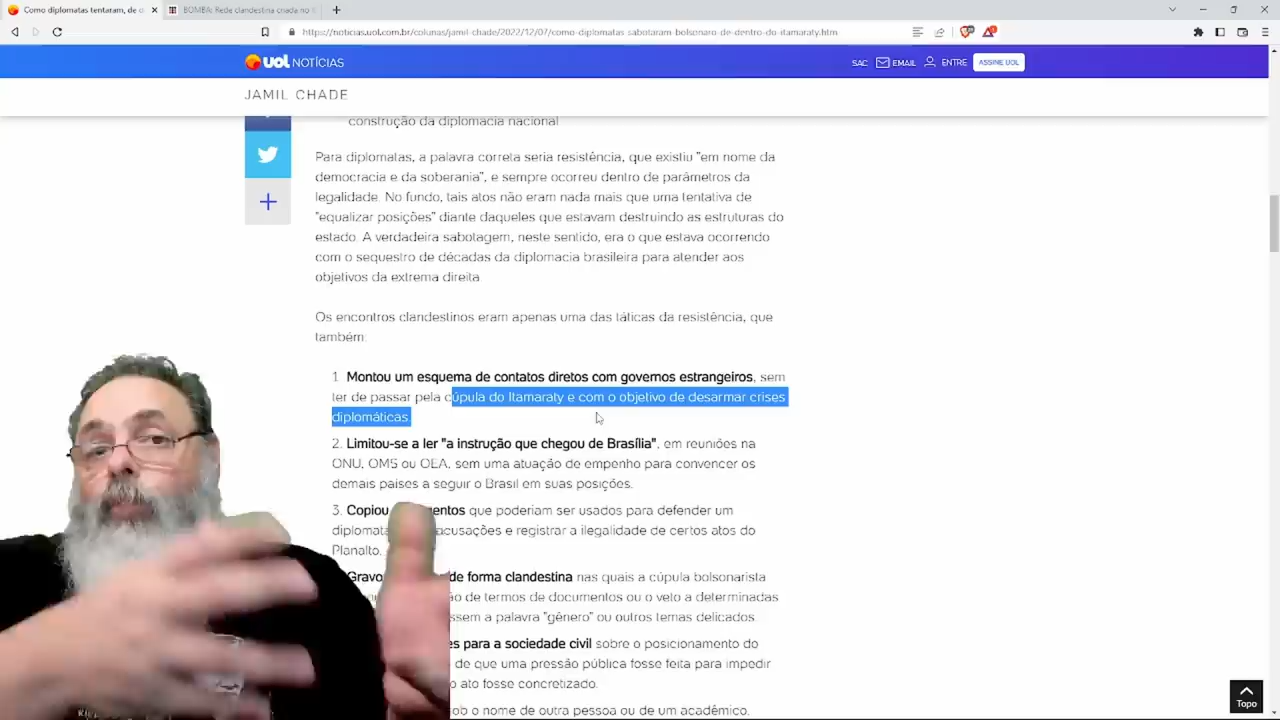 Como diplomatas tentaram, de d
BOMBA: Rede clandestina criada no I
https://noticias.uol.com.br/colunas/jamil-chade/2022/12/07/como-diplomatas-sabotaram-bolsonaro-de-dentro-do-itamaraty.htm
UOL NOTÍCIAS
SAC EMAIL ENTRE ASSINE UOL
JAMIL CHADE
construção da diplomacia nacional
Para diplomatas, a palavra correta seria resistência, que existiu "em nome da
democracia e da soberania", e sempre ocorreu dentro de parâmetros da
legalidade. No fundo, tais atos não eram nada mais que uma tentativa de
"equalizar posições" diante daqueles que estavam destruindo as estruturas do
estado. A verdadeira sabotagem, neste sentido, era o que estava ocorrendo
com o sequestro de décadas da diplomacia brasileira para atender aos
objetivos da extrema direita.
Os encontros clandestinos eram apenas uma das táticas da resistência, que
também:
1. Montou um esquema de contatos diretos com governos estrangeiros, sem
ter de passar pela cúpula do Itamaraty e com o objetivo de desarmar crises
diplomáticas.
2. Limitou-se a ler "a instrução que chegou de Brasília", em reuniões na
ONU, OMS ou OEA, sem uma atuação de empenho para convencer os
demais países a seguir o Brasil em suas posições.
3. Copiou entos que poderiam ser usados para defender um
diplomata acusações e registrar a ilegalidade de certos atos do
Planalto.
Gravo de forma clandestina nas quais a cúpula bolsonarista
ão de termos de documentos ou o veto a determinadas
ssem a palavra "gênero" ou outros temas delicados.
es para a sociedade civil sobre o posicionamento do
de que uma pressão pública fosse feita para impedir
ato fosse concretizado.
ob o nome de outra pessoa ou de um acadêmico.
Topo